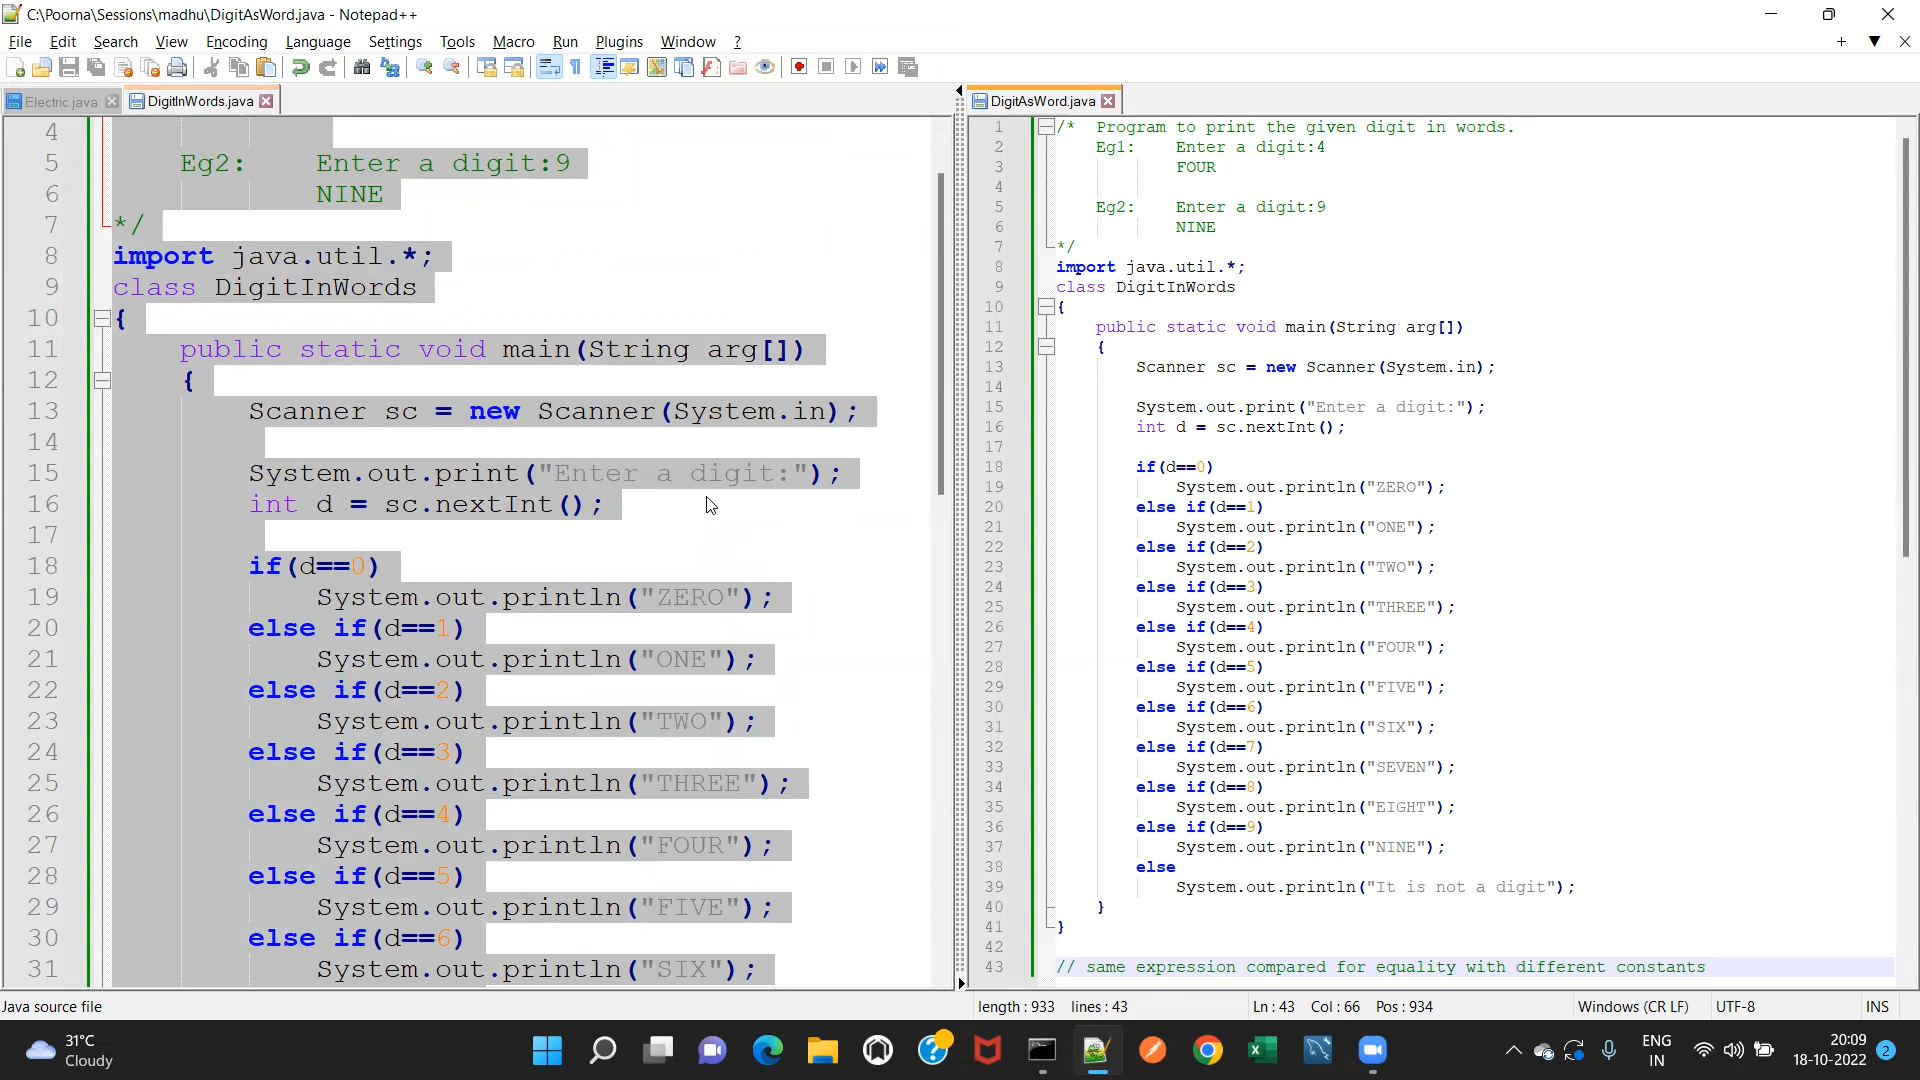 C:\Poorna\Sessions\madhu\DigitAsWord.java - Notepad++
File Edit Search View Encoding Language Settings Tools Macro Run Plugins Window ?
Electric.java DigitInWords.java
4
5 Eg2: Enter a digit:9
6 NINE
7 */
8 import java.util.*;
9 class DigitInWords
10 {
11 public static void main(String arg[])
12 {
13 Scanner sc = new Scanner(System.in);
14
15 System.out.print("Enter a digit:");
16 int d = sc.nextInt();
17
18 if(d==0)
19 System.out.println("ZERO");
20 else if(d==1)
21 System.out.println("ONE");
22 else if(d==2)
23 System.out.println("TWO");
24 else if(d==3)
25 System.out.println("THREE");
26 else if(d==4)
27 System.out.println("FOUR");
28 else if(d==5)
29 System.out.println("FIVE");
30 else if(d==6)
31 System.out.println("SIX");
DigitAsWord.java
1 /* Program to print the given digit in words.
2 Eg1: Enter a digit:4
3 FOUR
4
5 Eg2: Enter a digit:9
6 NINE
7 */
8 import java.util.*;
9 class DigitInWords
10 {
11 public static void main(String arg[])
12 {
13 Scanner sc = new Scanner(System.in);
14
15 System.out.print("Enter a digit:");
16 int d = sc.nextInt();
17
18 if(d==0)
19 System.out.println("ZERO");
20 else if(d==1)
21 System.out.println("ONE");
22 else if(d==2)
23 System.out.println("TWO");
24 else if(d==3)
25 System.out.println("THREE");
26 else if(d==4)
27 System.out.println("FOUR");
28 else if(d==5)
29 System.out.println("FIVE");
30 else if(d==6)
31 System.out.println("SIX");
32 else if(d==7)
33 System.out.println("SEVEN");
34 else if(d==8)
35 System.out.println("EIGHT");
36 else if(d==9)
37 System.out.println("NINE");
38 else
39 System.out.println("It is not a digit");
40 }
41 }
42
43 // same expression compared for equality with different constants
Java source file length : 933 lines : 43 Ln : 43 Col : 66 Pos : 934 Windows (CR LF) UTF-8 INS
31°C
Cloudy
ENG
IN
20:09
18-10-2022
2